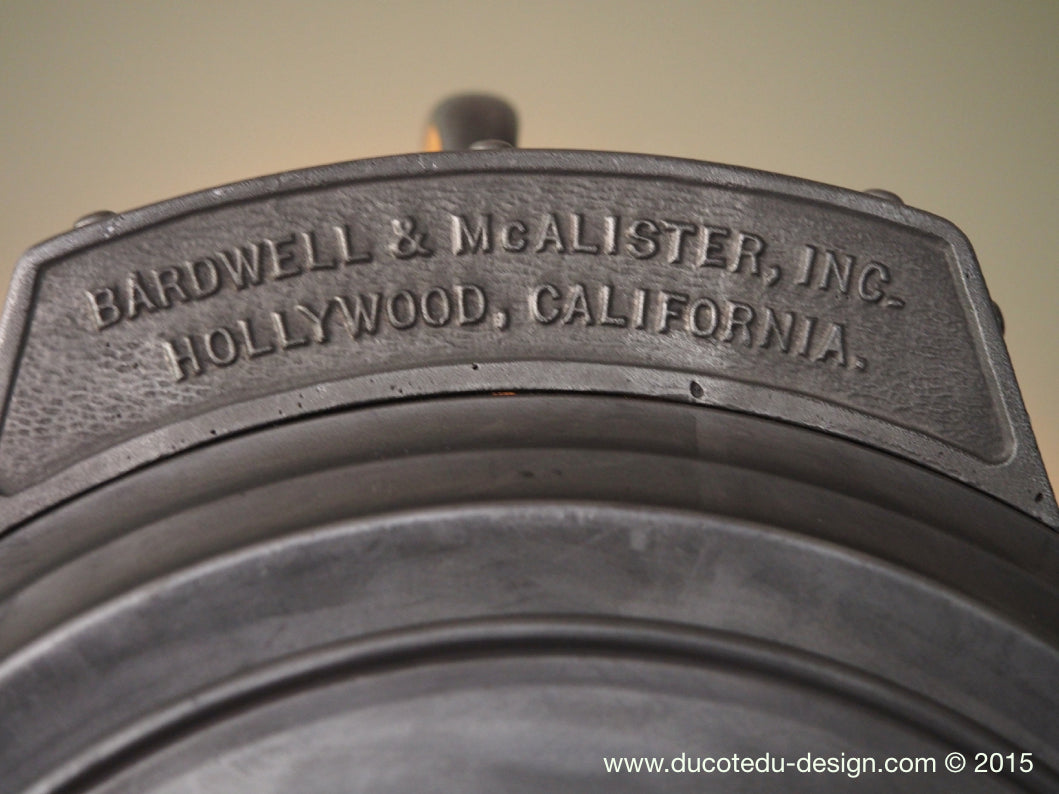 BARDWELL & McALISTER, INC.
HOLLYWOOD, CALIFORNIA.
www.ducotedu-design.com © 2015